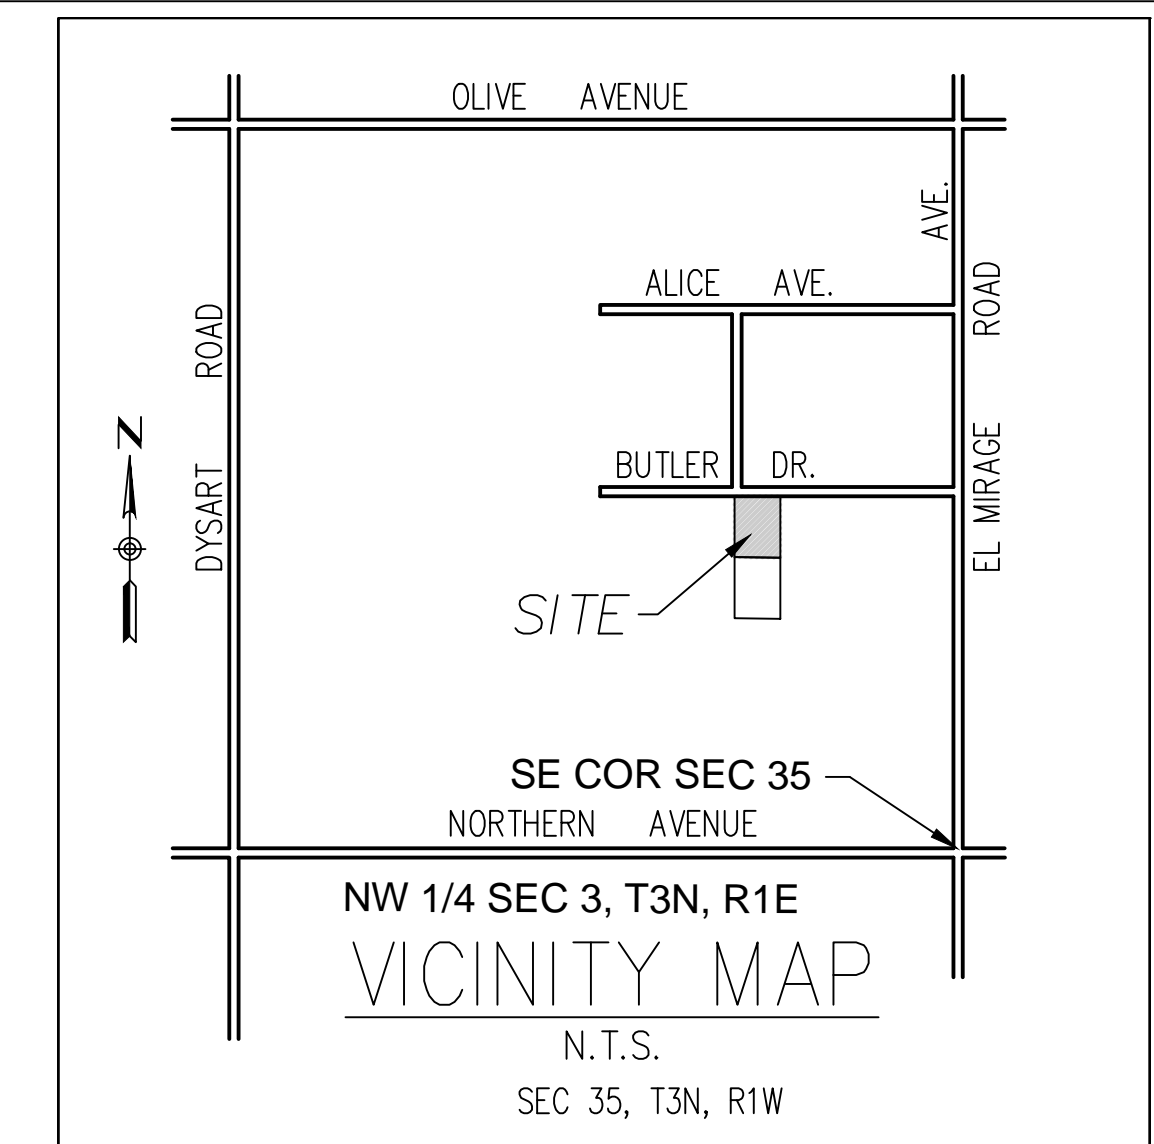 OLIVE AVENUE
AVE.
ALICE AVE.
EL MIRAGE ROAD
DYSART ROAD
N
BUTLER DR.
SITE
SE COR SEC 35
NORTHERN AVENUE
NW 1/4 SEC 3, T3N, R1E
VICINITY MAP
N.T.S.
SEC 35, T3N, R1W